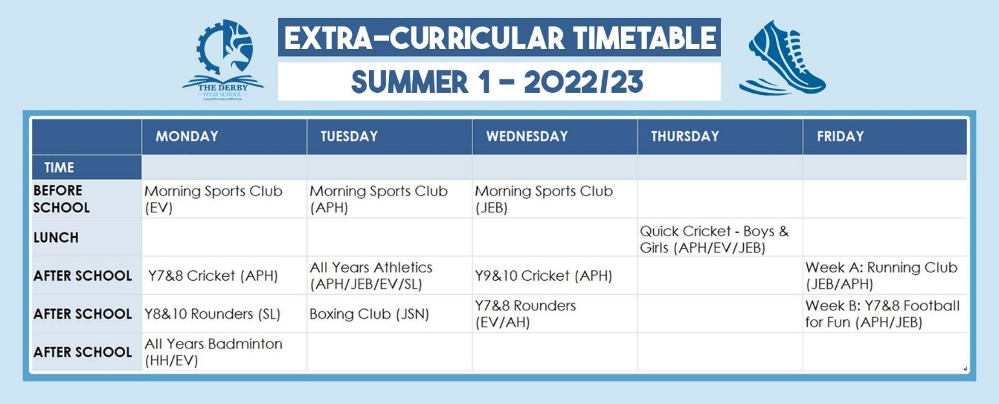 EXTRA-CURRICULAR TIMETABLE
SUMMER 1 - 2022/23
THE DERBY
HIGH SCHOOL
Inspired to make a difference
MONDAY TUESDAY WEDNESDAY THURSDAY FRIDAY
TIME
BEFORE
SCHOOL
Morning Sports Club
(EV)
Morning Sports Club
(APH)
Morning Sports Club
(JEB)
LUNCH
Quick Cricket - Boys &
Girls (APH/EV/JEB)
AFTER SCHOOL
Y7&8 Cricket (APH)
All Years Athletics
(APH/JEB/EV/SL)
Y9&10 Cricket (APH)
Week A: Running Club
(JEB/APH)
AFTER SCHOOL
Y8&10 Rounders (SL)
Boxing Club (JSN)
Y7&8 Rounders
(EV/AH)
Week B: Y7&8 Football
for Fun (APH/JEB)
AFTER SCHOOL
All Years Badminton
(HH/EV)